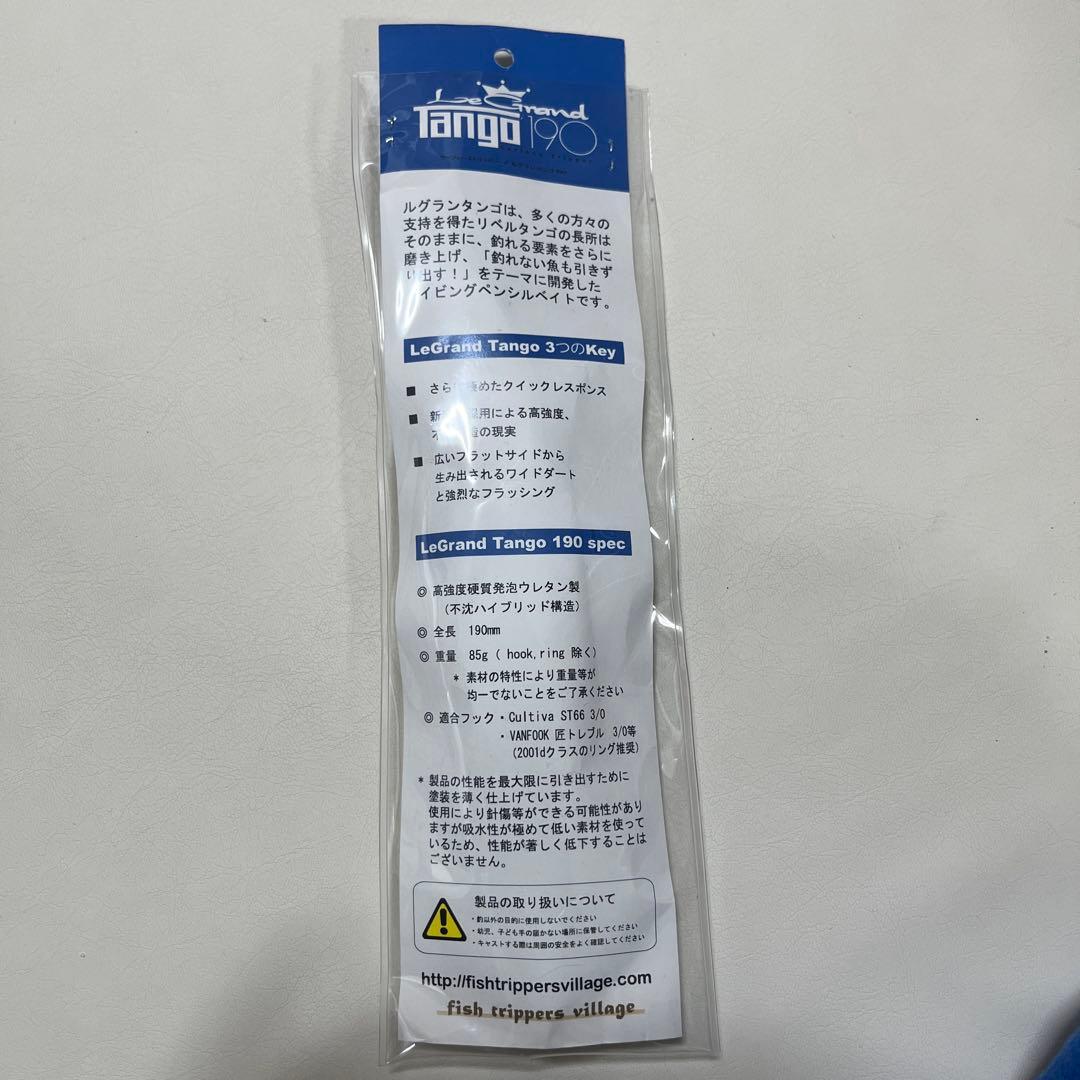 LeGrand
Tango 190
ルグランタンゴは、多くの方々の
支持を得たリベルタンゴの長所は
そのままに、釣れる要素をさらに
磨き上げ、「釣れない魚も引きず
り出す！」をテーマに開発した
イビングペンシルベイトです。
LeGrand Tango 3つのKey
■ さら 極めたクイックレスポンス
■ 新 用による高強度、
造の現実
■ 広いフラットサイドから
生み出されるワイドダート
と強烈なフラッシング
LeGrand Tango 190 spec
◎ 高強度硬質発泡ウレタン製
（不沈ハイブリッド構造）
◎ 全長 190mm
◎ 重量 85g ( hook,ring 除く)
* 素材の特性により重量等が
均一でないことをご了承ください
◎ 適合フック・Cultiva ST66 3/0
・VANFOOK 匠トレブル 3/0等
(2001dクラスのリング推奨)
* 製品の性能を最大限に引き出すために
塗装を薄く仕上げています。
使用により針傷等ができる可能性があり
ますが吸水性が極めて低い素材を使って
いるため、性能が著しく低下することは
ございません。
製品の取り扱いについて
・釣以外の目的に使用しないでください
・幼児、子ども手の届かない場所に保管してください
・キャストする際は周囲の安全をよく確認してください
http://fishtrippersvillage.com
fish trippers village